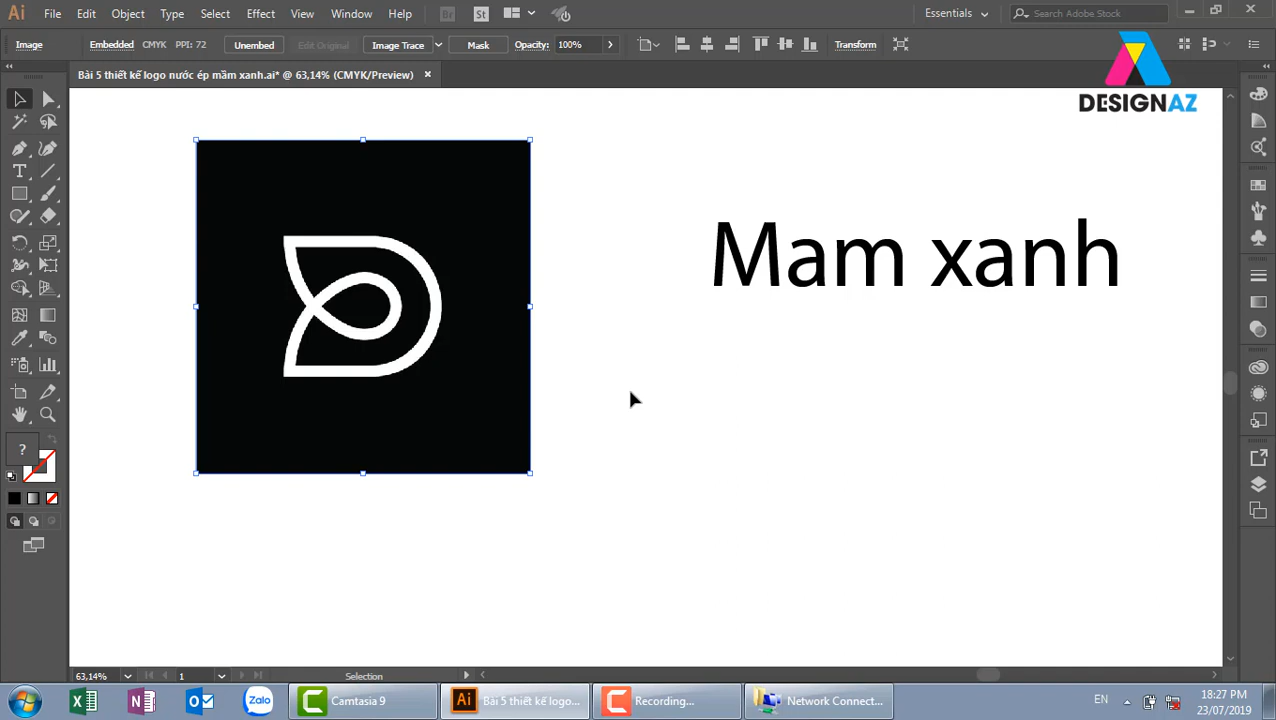 File Edit Object Type Select Effect View Window Help Br St Essentials Search Adobe Stock
Image Embedded CMYK PPI: 72 Unembed Edit Original Image Trace Mask Opacity: 100% Transform
Bài 5 thiết kế logo nước ép mầm xanh.ai* @ 63,14% (CMYK/Preview) ×
DESIGNAZ
Mam xanh
?
63,14% 1 Selection
Zalo Camtasia 9 Ai Bài 5 thiết kế logo... Recording... Network Connect... EN 18:27 PM
23/07/2019